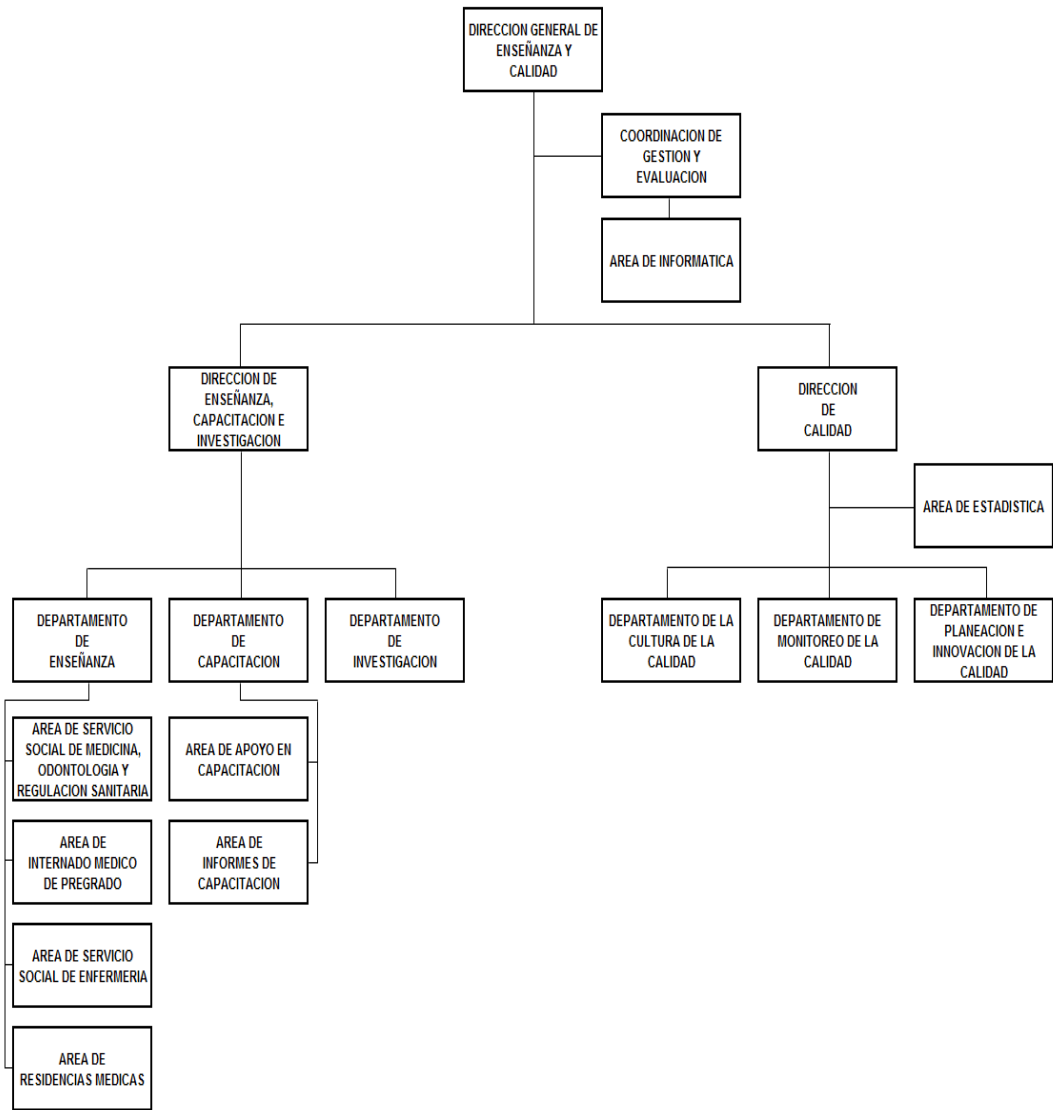 DIRECCION GENERAL DE
ENSEÑANZA Y
CALIDAD
COORDINACION DE
GESTION Y
EVALUACION
AREA DE INFORMATICA
DIRECCION DE
ENSEÑANZA,
CAPACITACION E
INVESTIGACION
DIRECCION
DE
CALIDAD
AREA DE ESTADISTICA
DEPARTAMENTO
DE
ENSEÑANZA
DEPARTAMENTO
DE
CAPACITACION
DEPARTAMENTO
DE
INVESTIGACION
DEPARTAMENTO DE LA
CULTURA DE LA
CALIDAD
DEPARTAMENTO DE
MONITOREO DE LA
CALIDAD
DEPARTAMENTO DE
PLANEACION E
INNOVACION DE LA
CALIDAD
AREA DE SERVICIO
SOCIAL DE MEDICINA,
ODONTOLOGIA Y
REGULACION SANITARIA
AREA DE APOYO EN
CAPACITACION
AREA DE
INTERNADO MEDICO
DE PREGRADO
AREA DE
INFORMES DE
CAPACITACION
AREA DE SERVICIO
SOCIAL DE ENFERMERIA
AREA DE
RESIDENCIAS MEDICAS